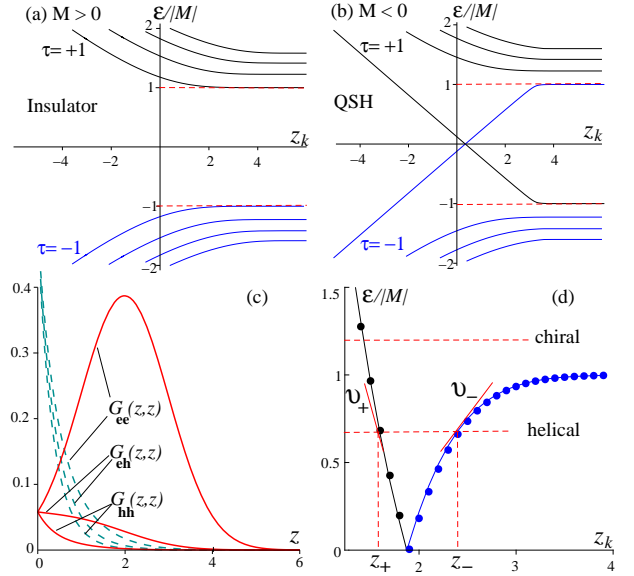 (a) M > 0
ε/|M|
2
τ = +1
1
Insulator
z_k
−4 −2 0 2 4
−1
τ = −1
−2
(b) M < 0
ε/|M|
2
τ = +1
1
QSH
z_k
−4 −2 0 2 4
−1
τ = −1
2
(c)
0.4
0.3
0.2
0.1
0
G_ee(z,z)
G_eh(z,z)
G_hh(z,z)
z
0 2 4 6
ε/|M| (d)
1.5
chiral
1
υ_+ υ_−
helical
0.5
0
z_+ 2 z_− 3 4
z_k